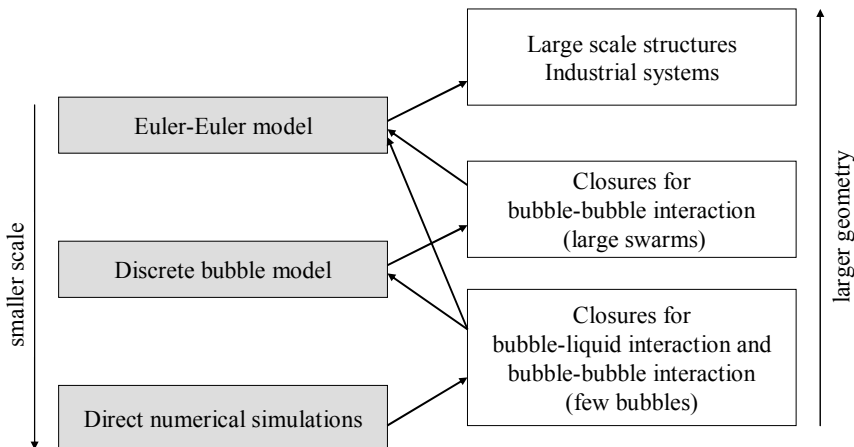 Large scale structures
Industrial systems
Euler-Euler model
Closures for
bubble-bubble interaction
(large swarms)
Discrete bubble model
Closures for
bubble-liquid interaction and
bubble-bubble interaction
(few bubbles)
Direct numerical simulations
smaller scale
larger geometry